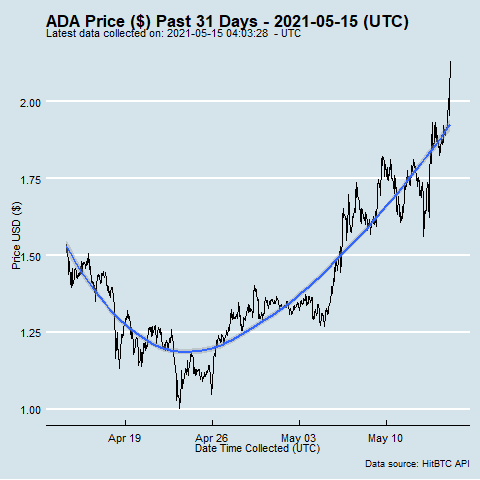 ADA Price ($) Past 31 Days - 2021-05-15 (UTC)
Latest data collected on: 2021-05-15 04:03:28 - UTC
2.00
1.75
1.50
1.25
1.00
Price USD ($)
Apr 19 Apr 26 May 03 May 10
Date Time Collected (UTC)
Data source: HitBTC API